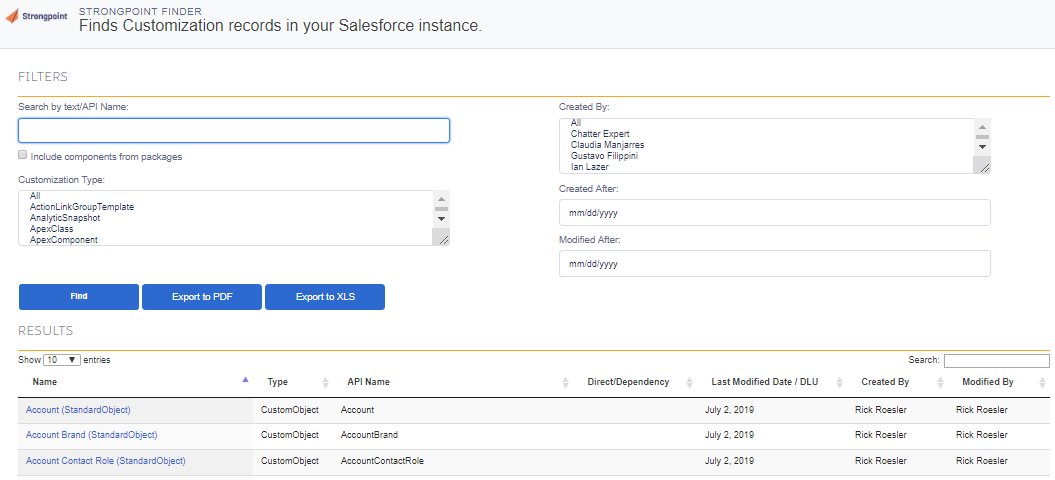 Strongpoint
STRONGPOINT FINDER
Finds Customization records in your Salesforce instance.
FILTERS
Search by text/API Name:
Include components from packages
Customization Type:
All
ActionLinkGroupTemplate
AnalyticSnapshot
ApexClass
ApexComponent
Created By:
All
Chatter Expert
Claudia Manjarres
Gustavo Filippini
Ian Lazer
Created After:
mm/dd/yyyy
Modified After:
mm/dd/yyyy
Find Export to PDF Export to XLS
RESULTS
Show 10 entries Search:
Name Type API Name Direct/Dependency Last Modified Date / DLU Created By Modified By
Account (StandardObject) CustomObject Account July 2, 2019 Rick Roesler Rick Roesler
Account Brand (StandardObject) CustomObject AccountBrand July 2, 2019 Rick Roesler Rick Roesler
Account Contact Role (StandardObject) CustomObject AccountContactRole July 2, 2019 Rick Roesler Rick Roesler